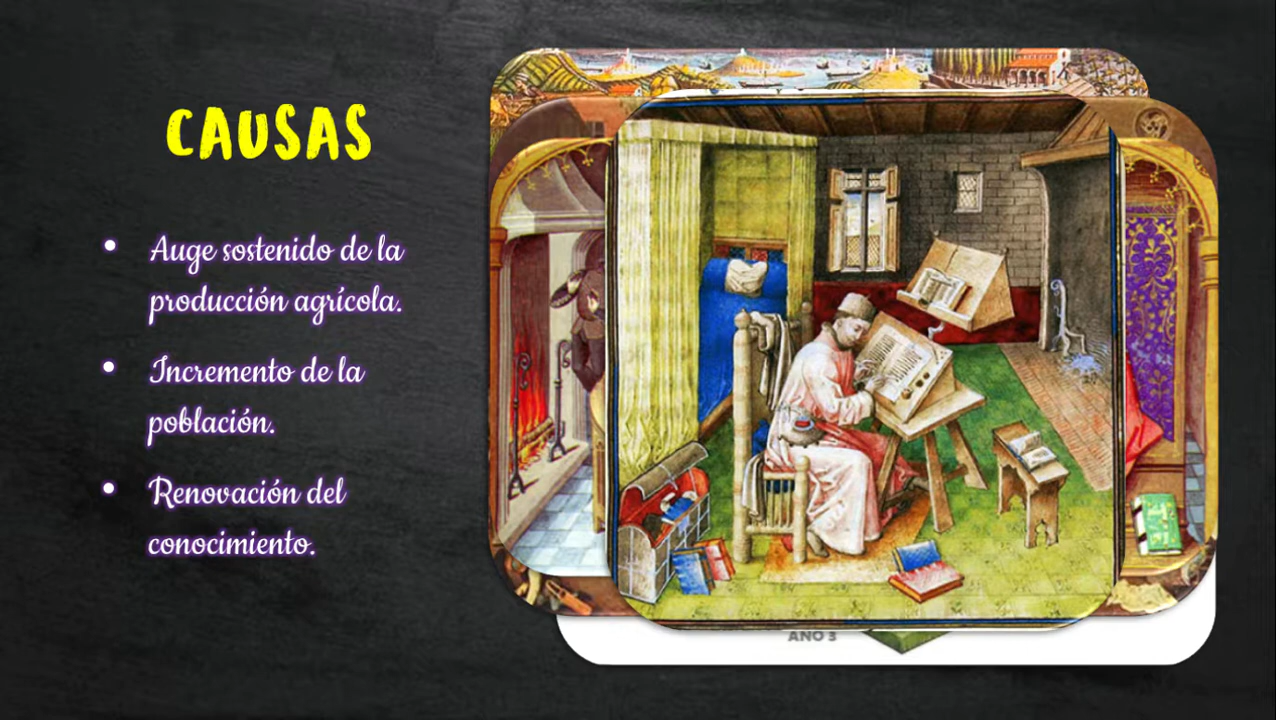 CAUSAS
• Auge sostenido de la
producción agrícola.
• Incremento de la
población.
• Renovación del
conocimiento.
AÑO 3